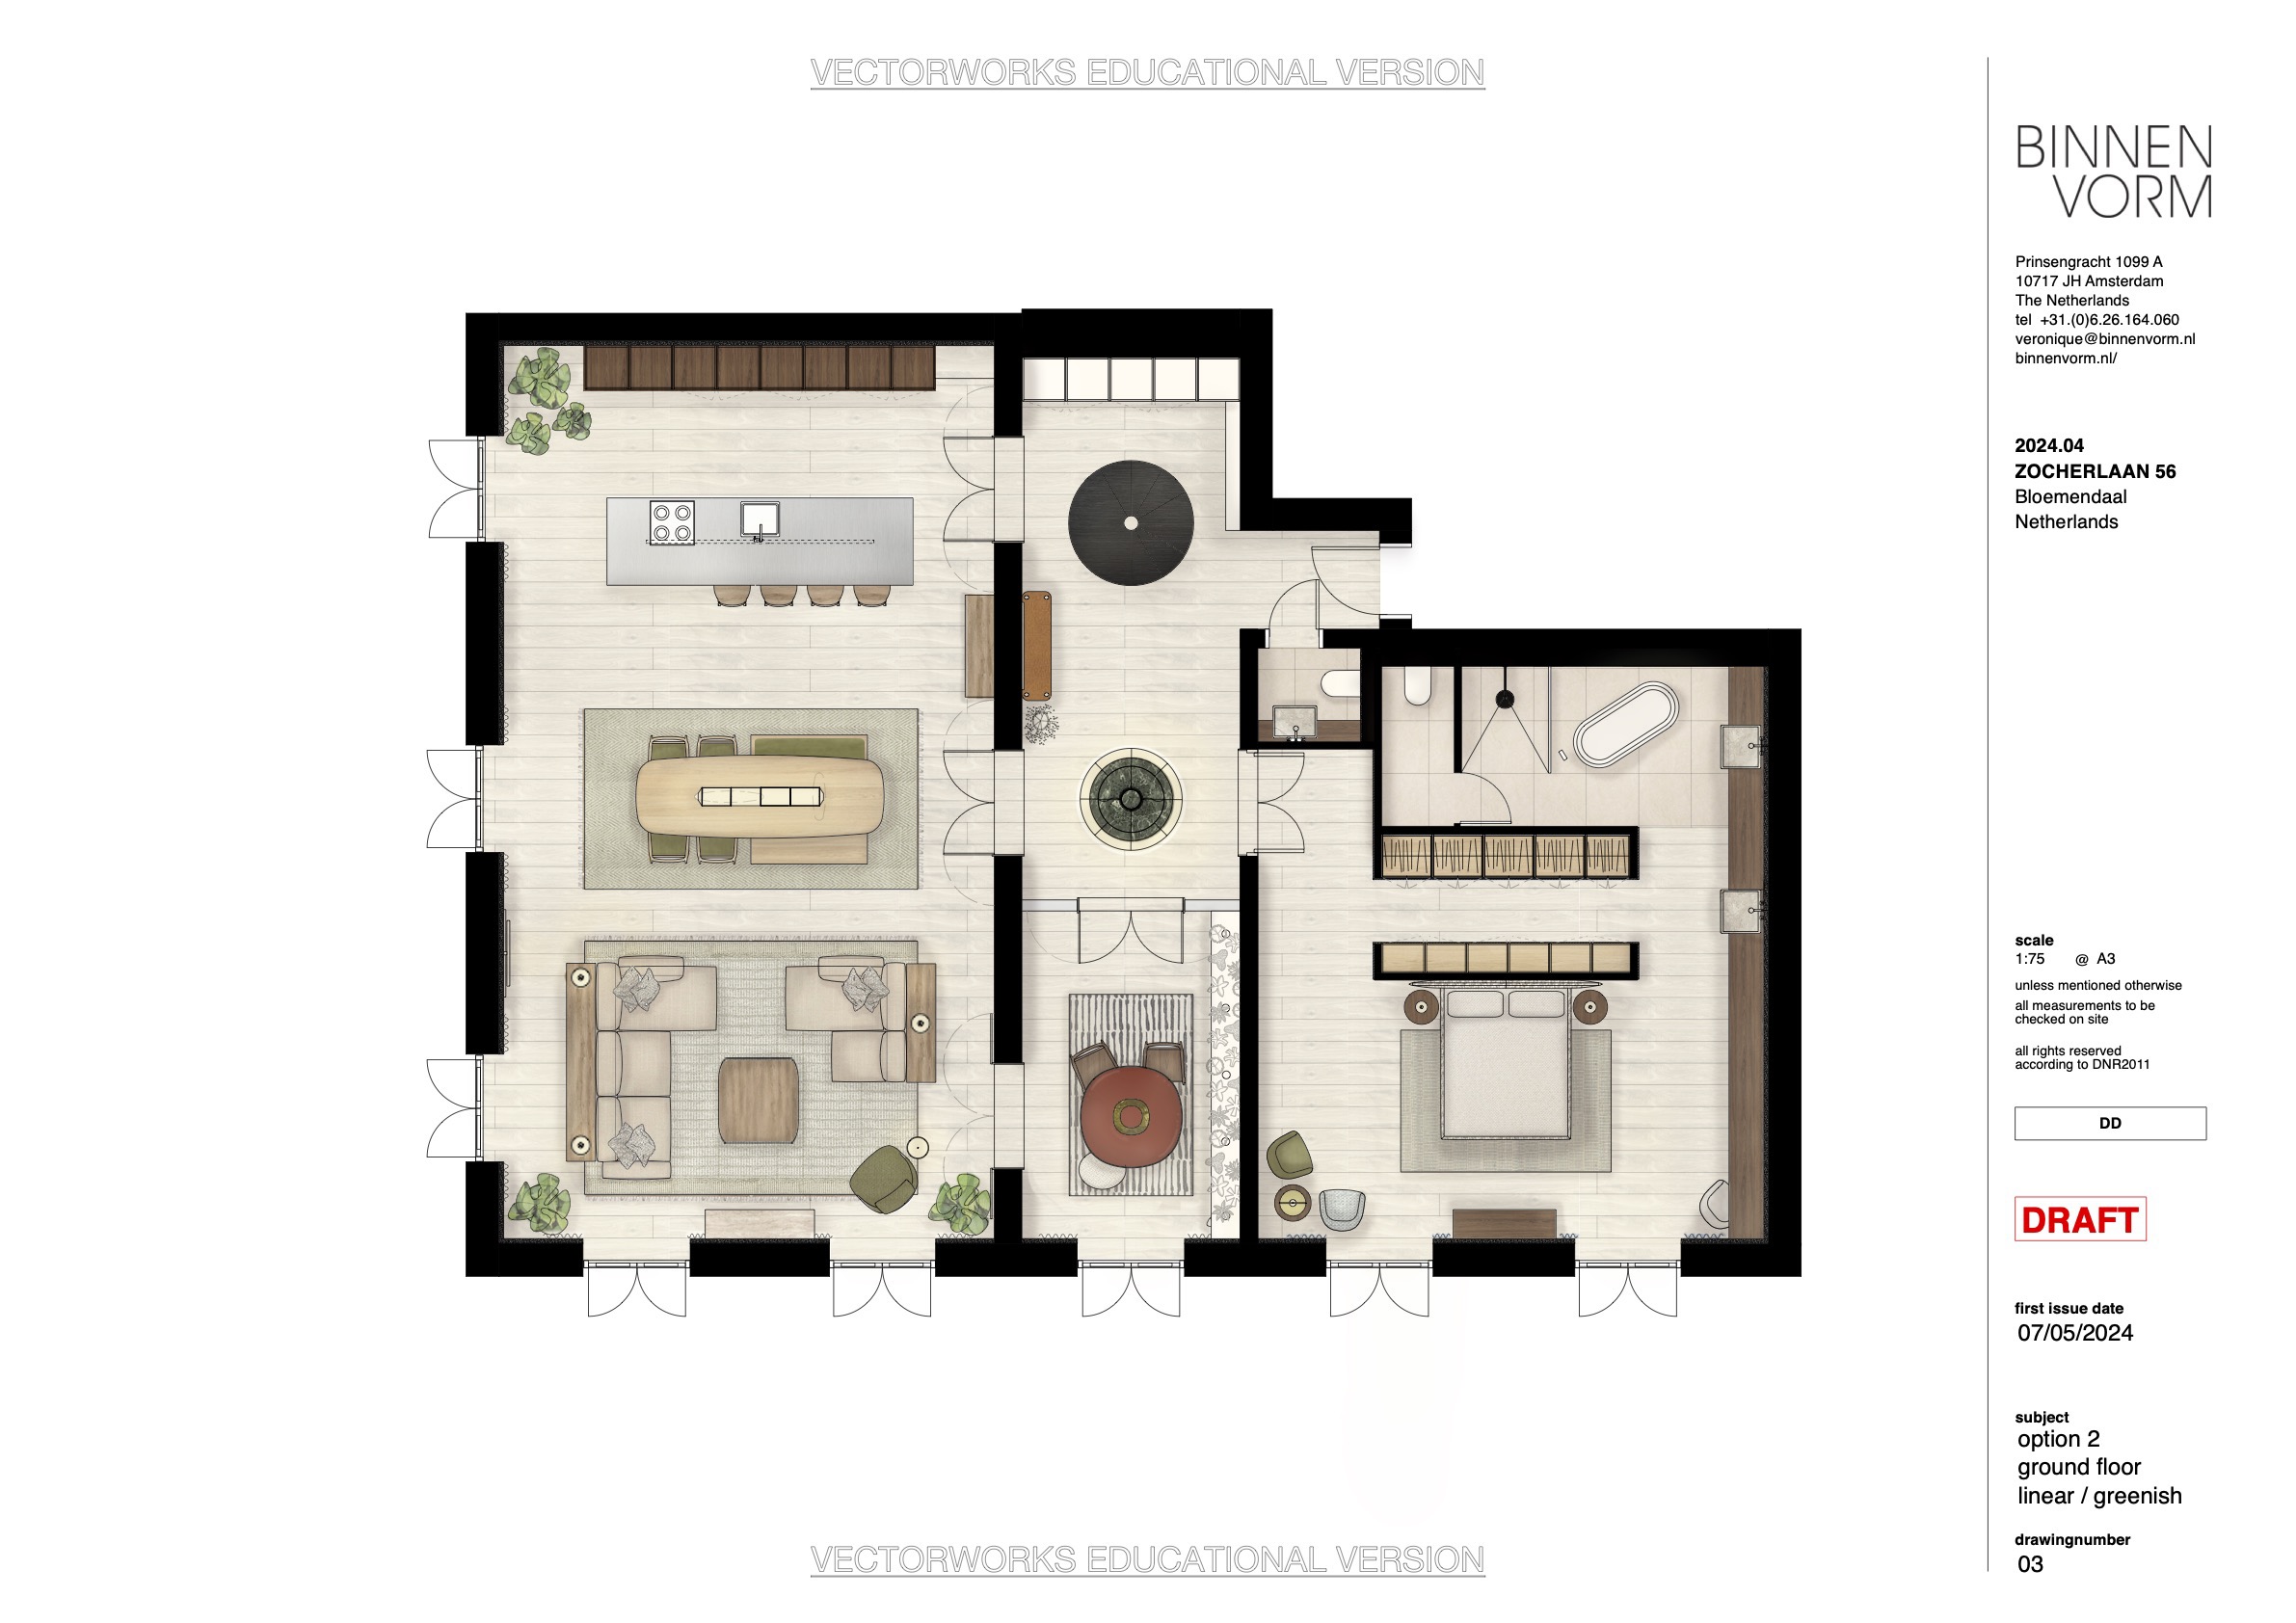 VECTORWORKS EDUCATIONAL VERSION
BINNEN
VORM
Prinsengracht 1099 A
10717 JH Amsterdam
The Netherlands
tel +31.(0)6.26.164.060
veronique@binnenvorm.nl
binnenvorm.nl/
2024.04
ZOCHERLAAN 56
Bloemendaal
Netherlands
scale
1:75 @ A3
unless mentioned otherwise
all measurements to be
checked on site
all rights reserved
according to DNR2011
DD
DRAFT
first issue date
07/05/2024
subject
option 2
ground floor
linear / greenish
drawingnumber
03
VECTORWORKS EDUCATIONAL VERSION